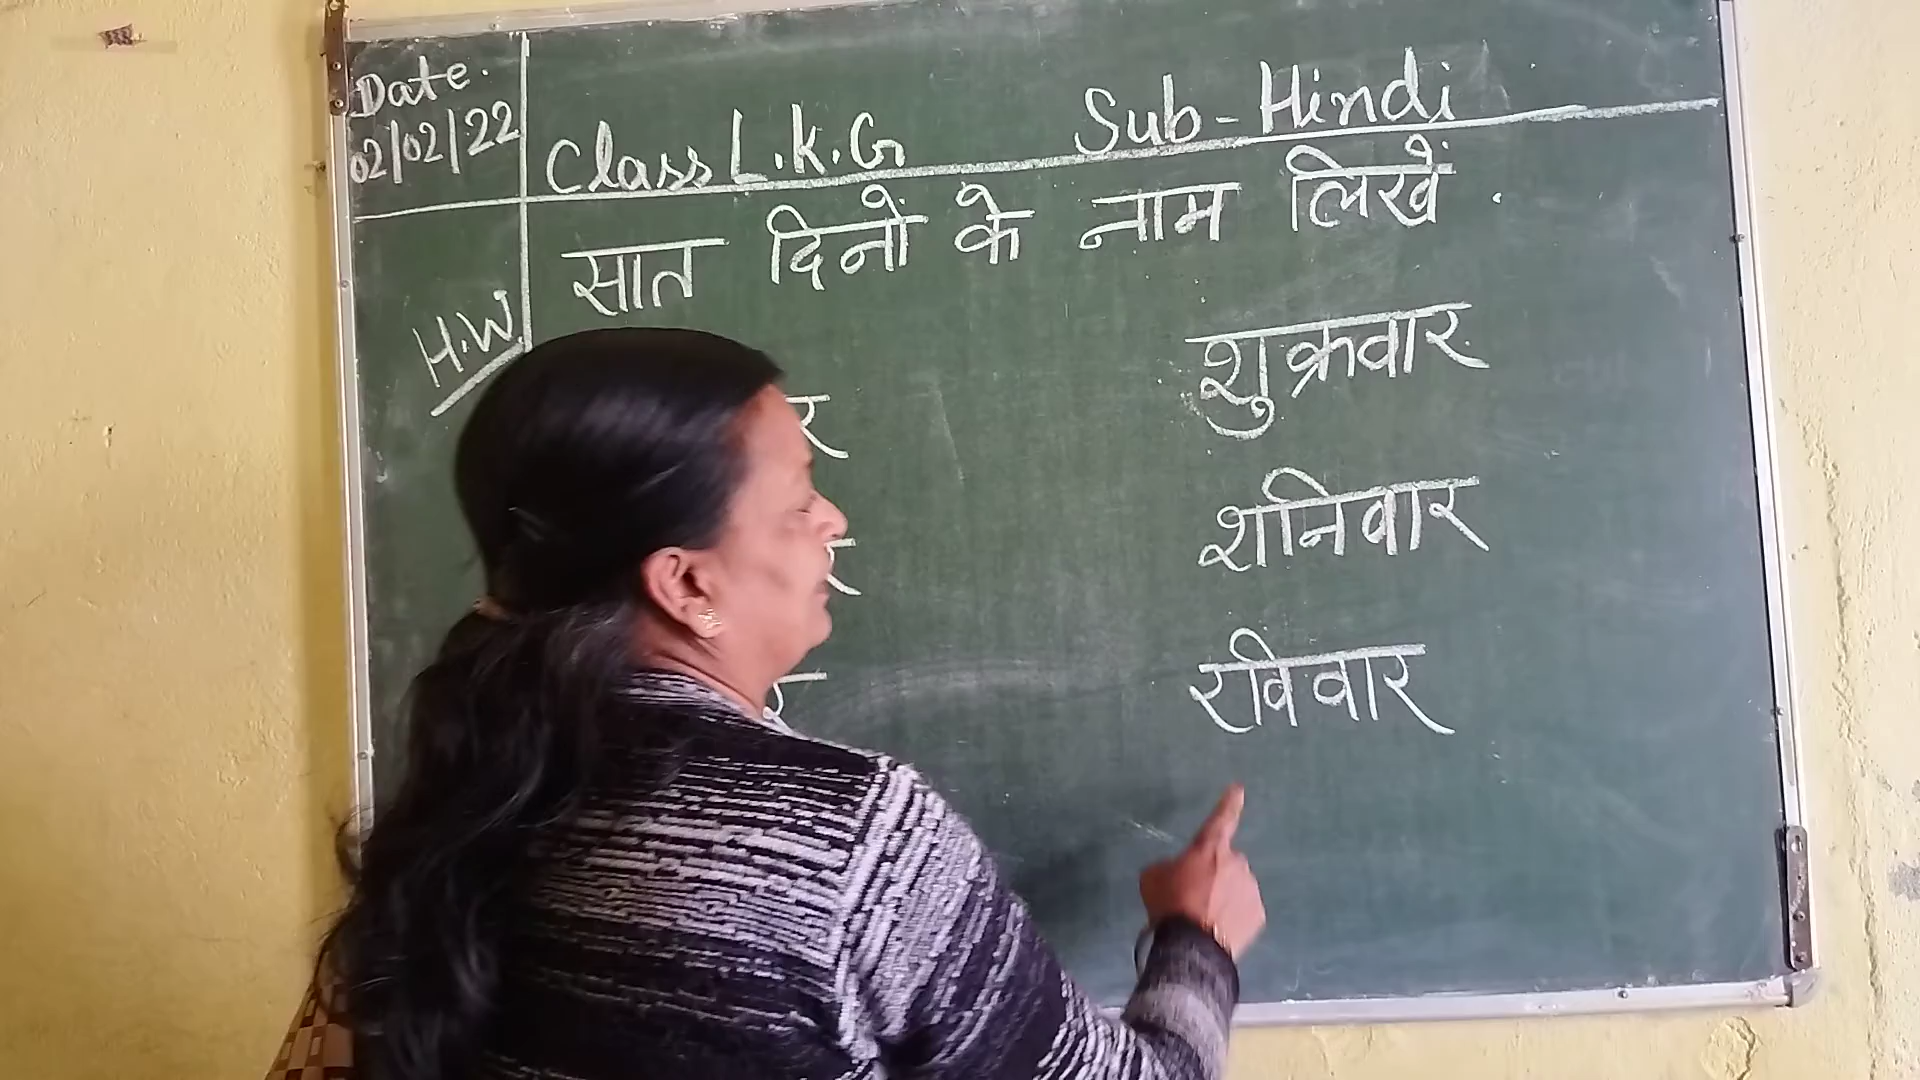 Date.
02/02/22
Class L.K.G Sub-Hindi
सात दिनों के नाम लिखें .
H.W
शुक्रवार
शनिवार
रविवार